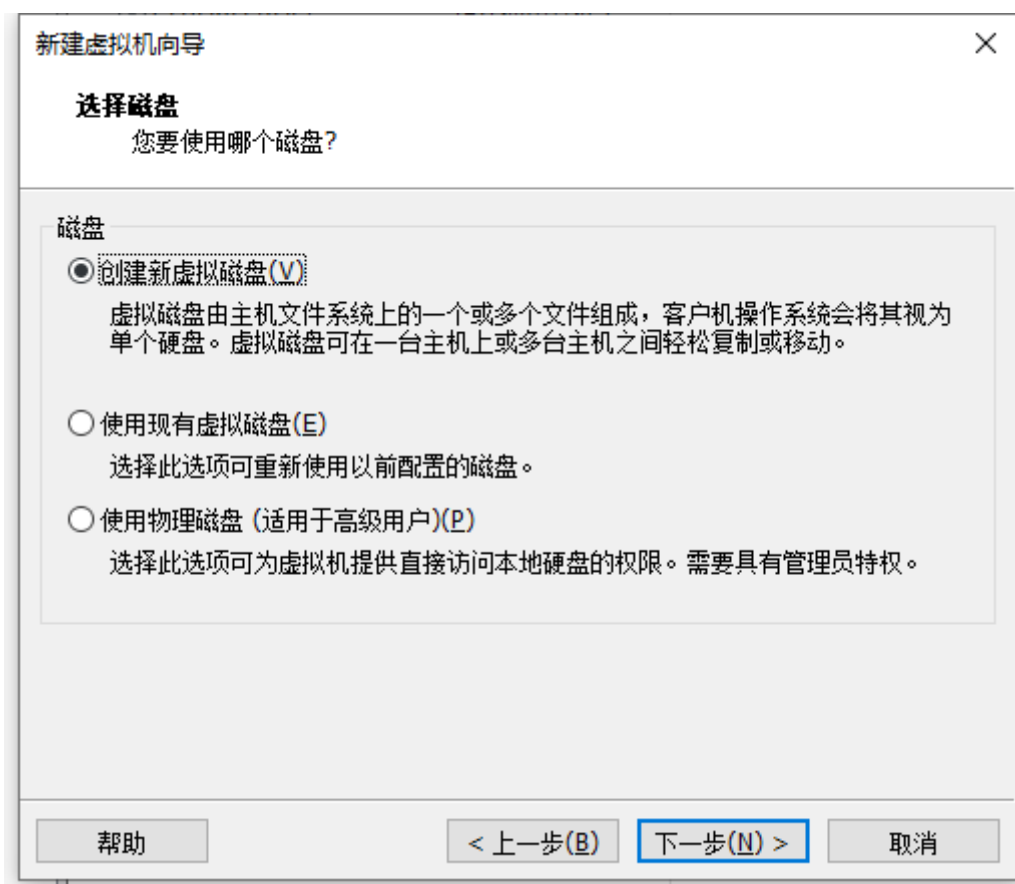 新建虚拟机向导
选择磁盘
您要使用哪个磁盘?
磁盘
创建新虚拟磁盘(V)
虚拟磁盘由主机文件系统上的一个或多个文件组成，客户机操作系统会将其视为
单个硬盘。虚拟磁盘可在一台主机上或多台主机之间轻松复制或移动。
使用现有虚拟磁盘(E)
选择此选项可重新使用以前配置的磁盘。
使用物理磁盘 (适用于高级用户)(P)
选择此选项可为虚拟机提供直接访问本地硬盘的权限。需要具有管理员特权。
帮助
< 上一步(B)
下一步(N) >
取消